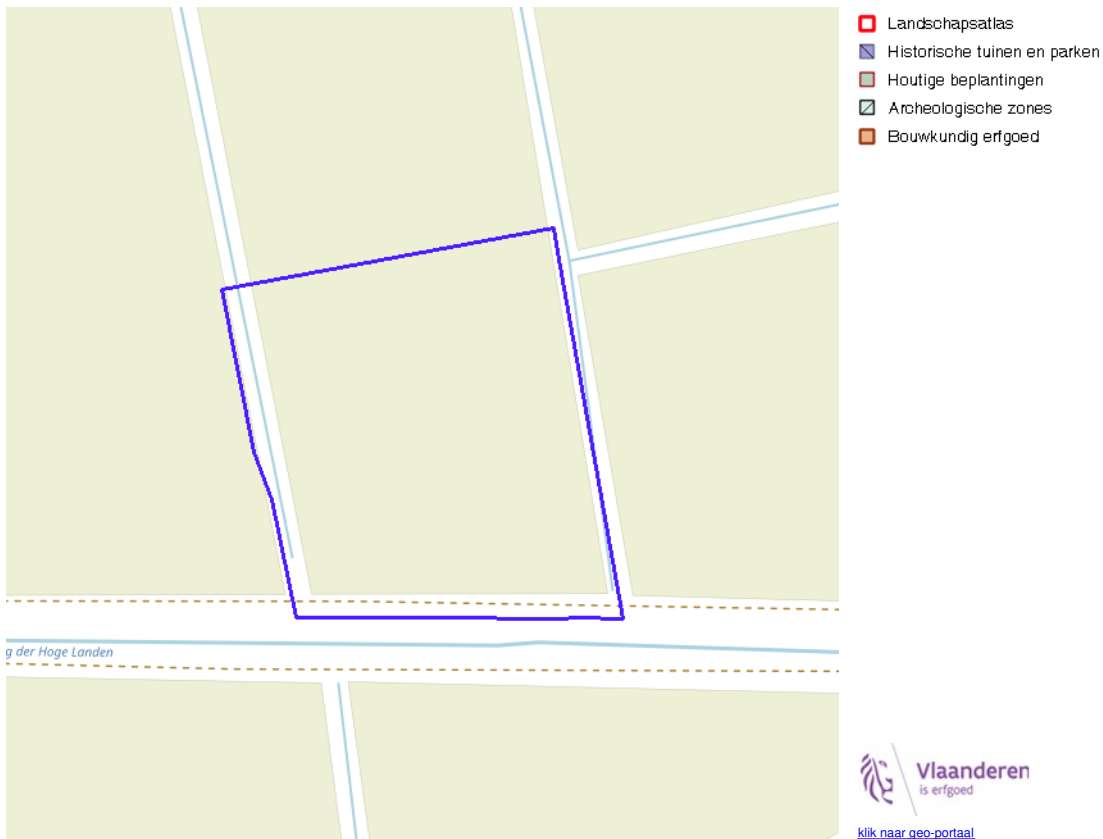 Landschapsatlas
Historische tuinen en parken
Houtige beplantingen
Archeologische zones
Bouwkundig erfgoed
g der Hoge Landen
Vlaanderen
is erfgoed
klik naar geo-portaal